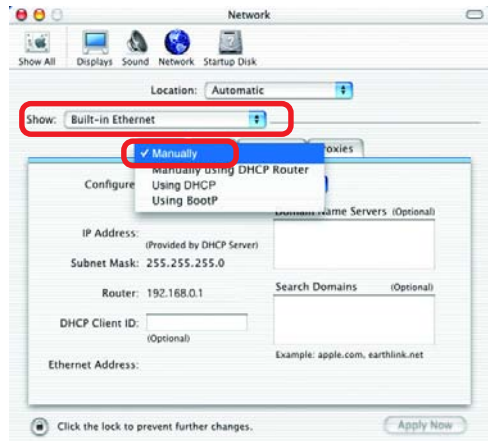 Network
Show All Displays Sound Network Startup Disk
Location: Automatic
Show: Built-in Ethernet
✓ Manually
Proxies
Manually using DHCP Router
Configure
Using DHCP
Using BootP
Domain Name Servers (Optional)
IP Address:
(Provided by DHCP Server)
Subnet Mask: 255.255.255.0
Router: 192.168.0.1
Search Domains (Optional)
DHCP Client ID:
(Optional)
Example: apple.com, earthlink.net
Ethernet Address:
Click the lock to prevent further changes.
Apply Now